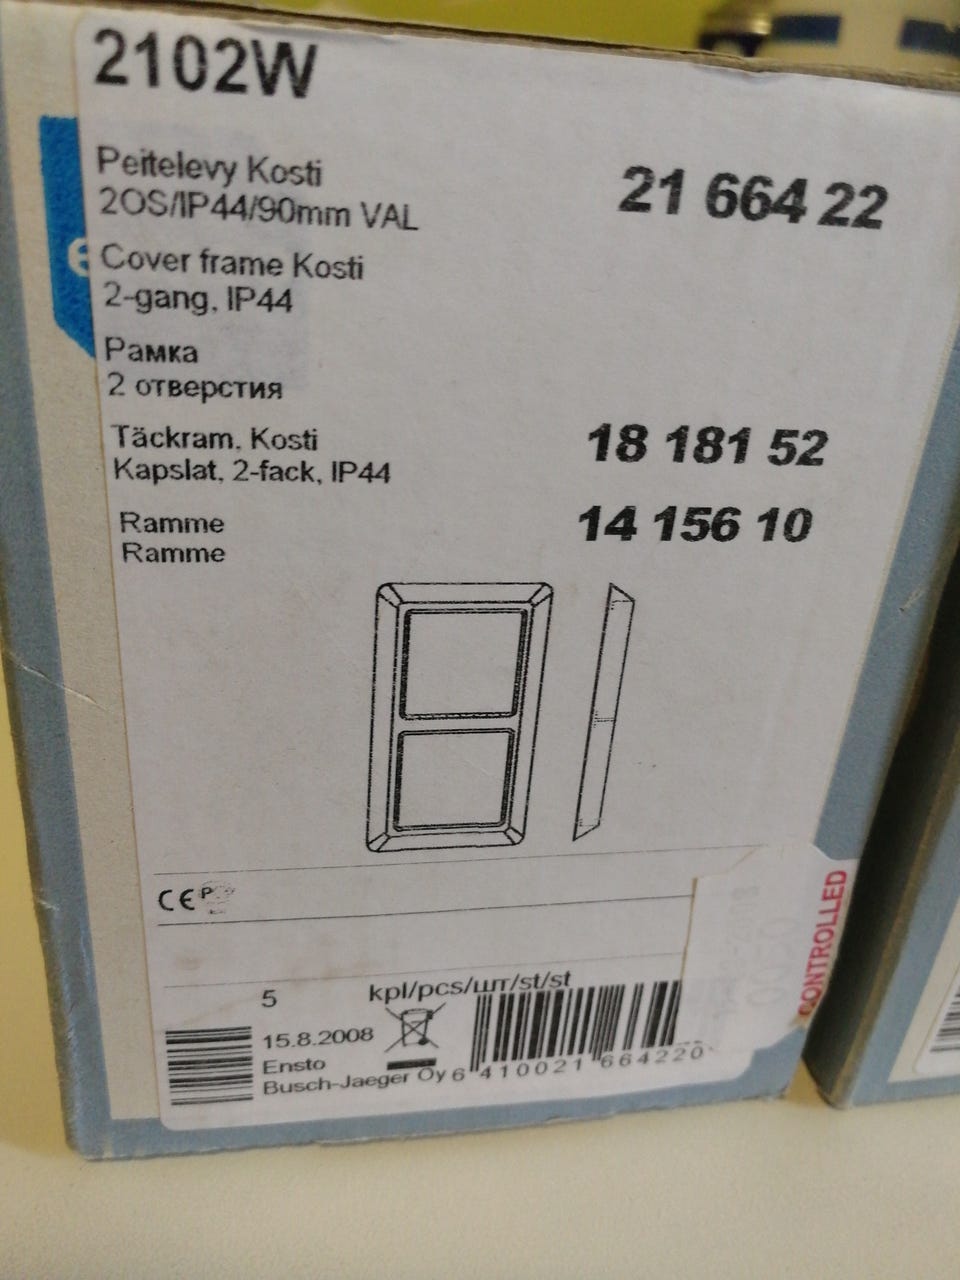 2102W
Peitelevy Kosti
2OS/IP44/90mm VAL
21 664 22
Cover frame Kosti
2-gang, IP44
Рамка
2 отверстия
Täckram, Kosti
Kapslat, 2-fack, IP44
18 181 52
Ramme
Ramme
14 156 10
CE
CONTROLLED
5
kpl/pcs/шт/st/st
15.8.2008
Ensto
Busch-Jaeger Oy
6 410021 664220